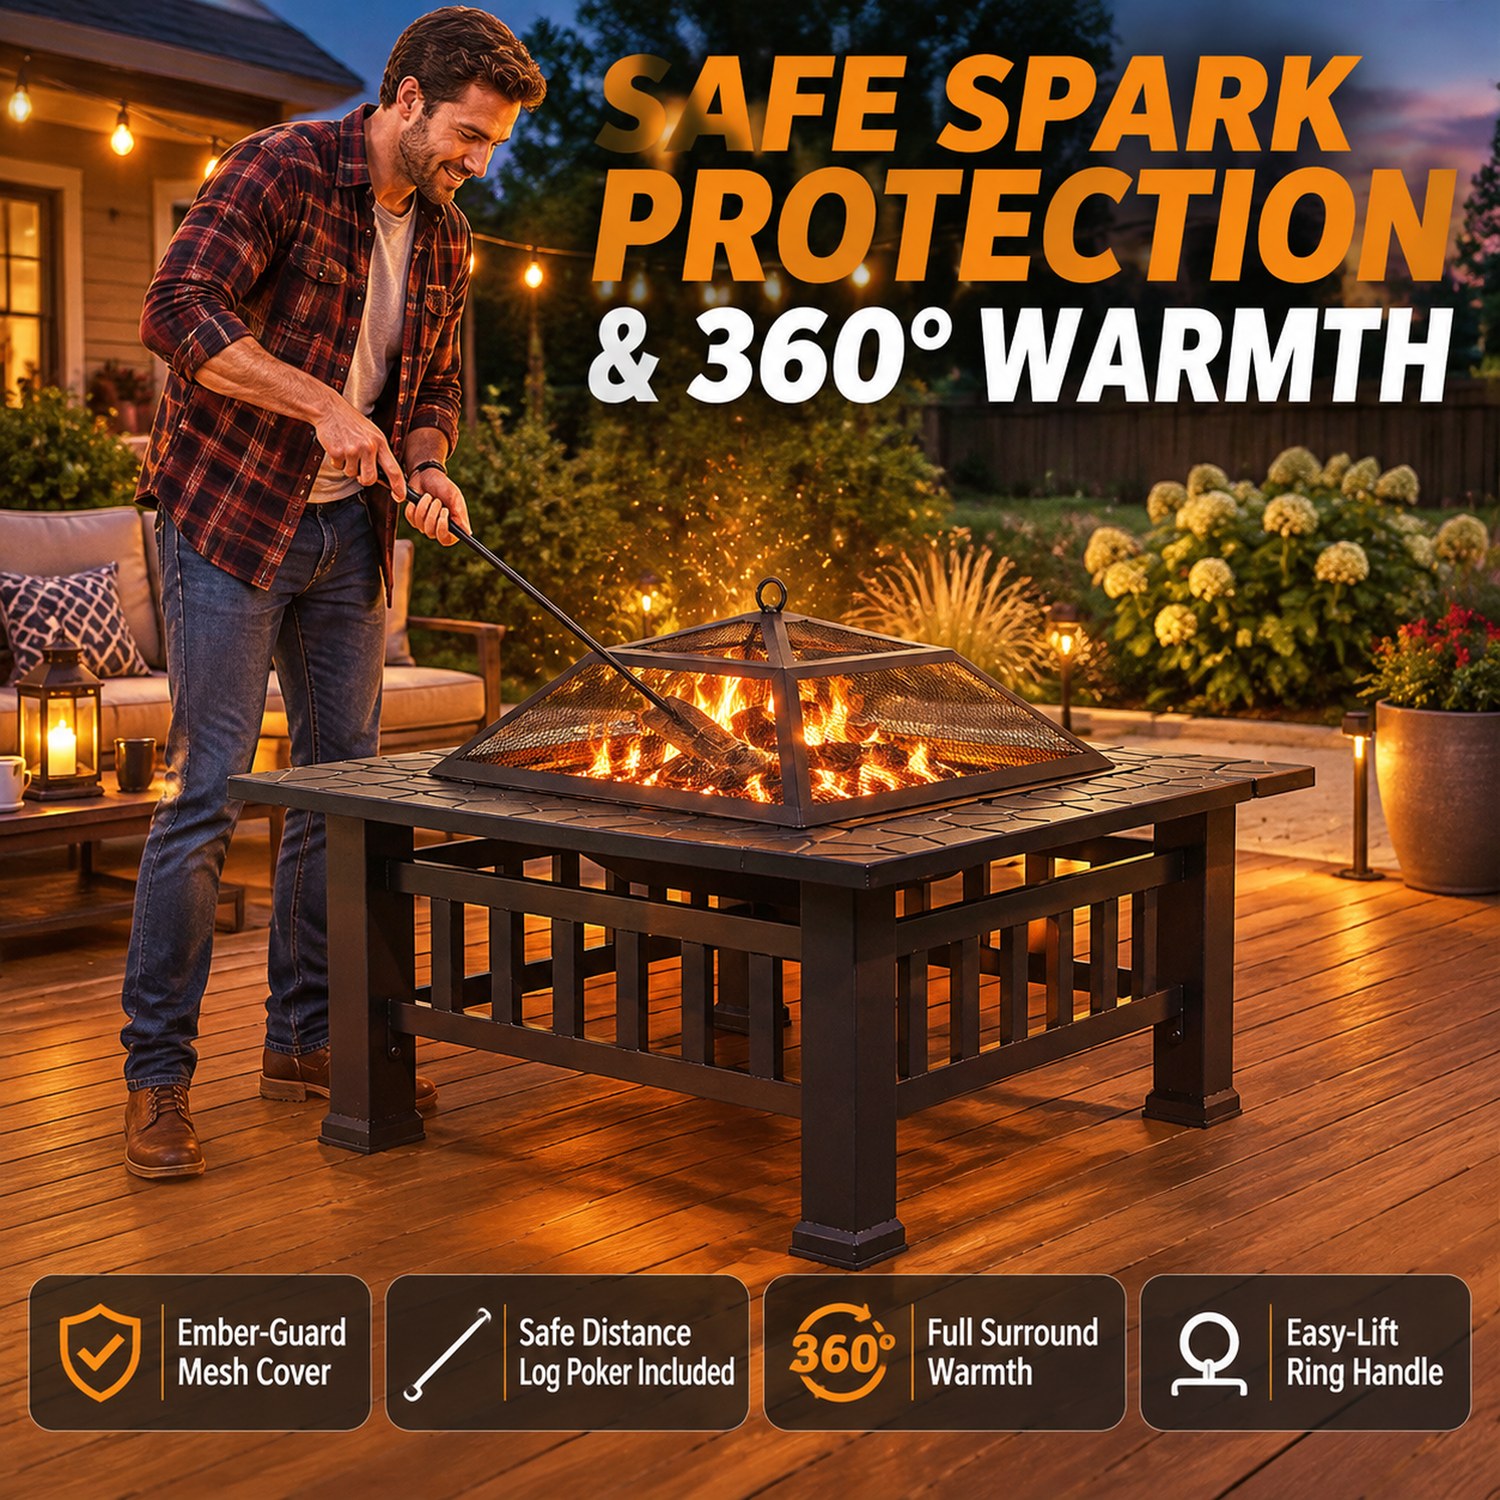 SAFE SPARK
PROTECTION
& 360° WARMTH
Ember-Guard
Mesh Cover
Safe Distance
Log Poker Included
360°
Full Surround
Warmth
Easy-Lift
Ring Handle